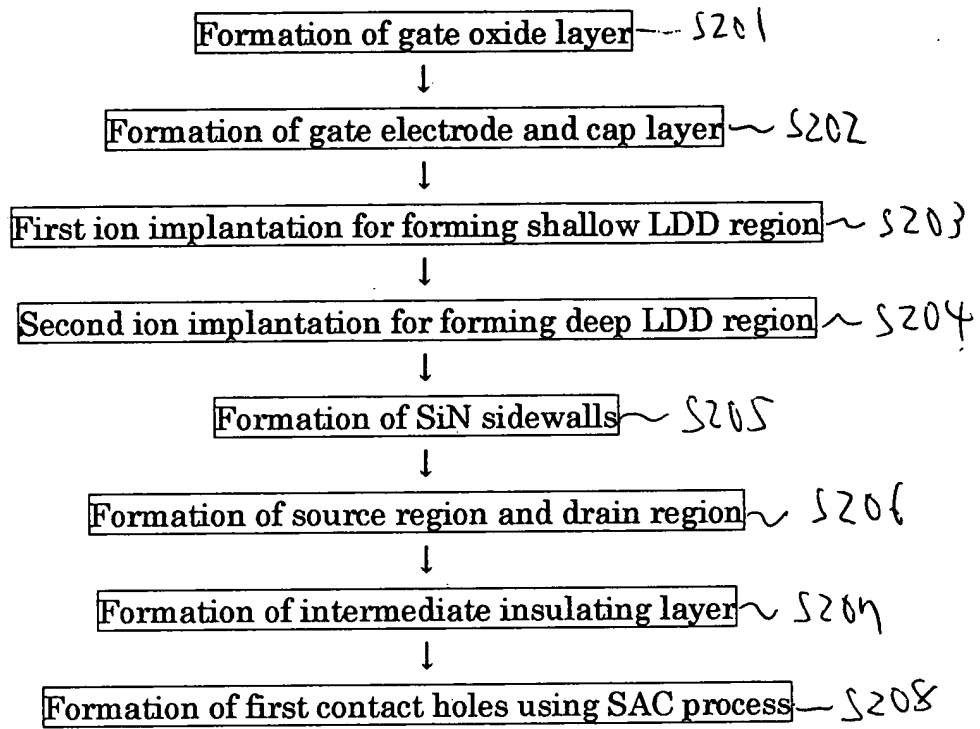 Formation of gate oxide layer S201
↓
Formation of gate electrode and cap layer S202
↓
First ion implantation for forming shallow LDD region S203
↓
Second ion implantation for forming deep LDD region S204
↓
Formation of SiN sidewalls S205
↓
Formation of source region and drain region S206
↓
Formation of intermediate insulating layer S207
↓
Formation of first contact holes using SAC process S208